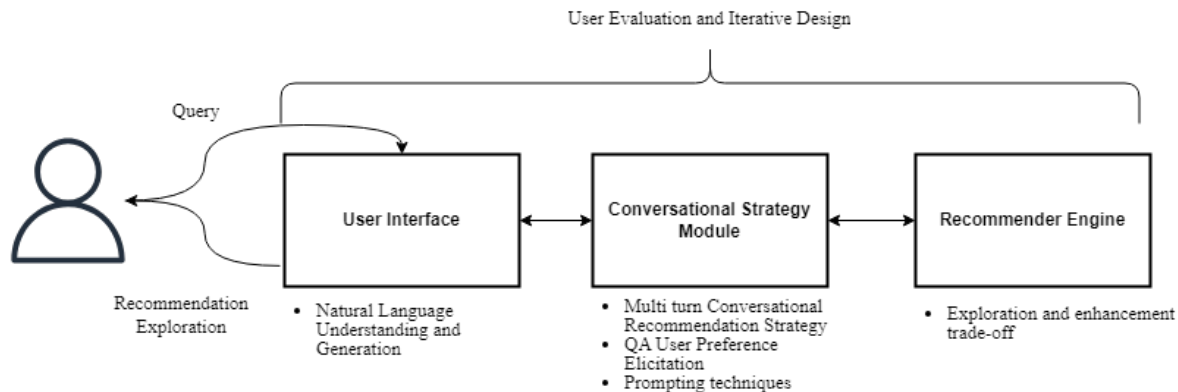 User Evaluation and Iterative Design
Query
User Interface
Conversational Strategy
Module
Recommender Engine
Recommendation
Exploration
• Natural Language
Understanding and
Generation
• Multi turn Conversational
Recommendation Strategy
• QA User Preference
Elicitation
• Prompting techniques
• Exploration and enhancement
trade-off